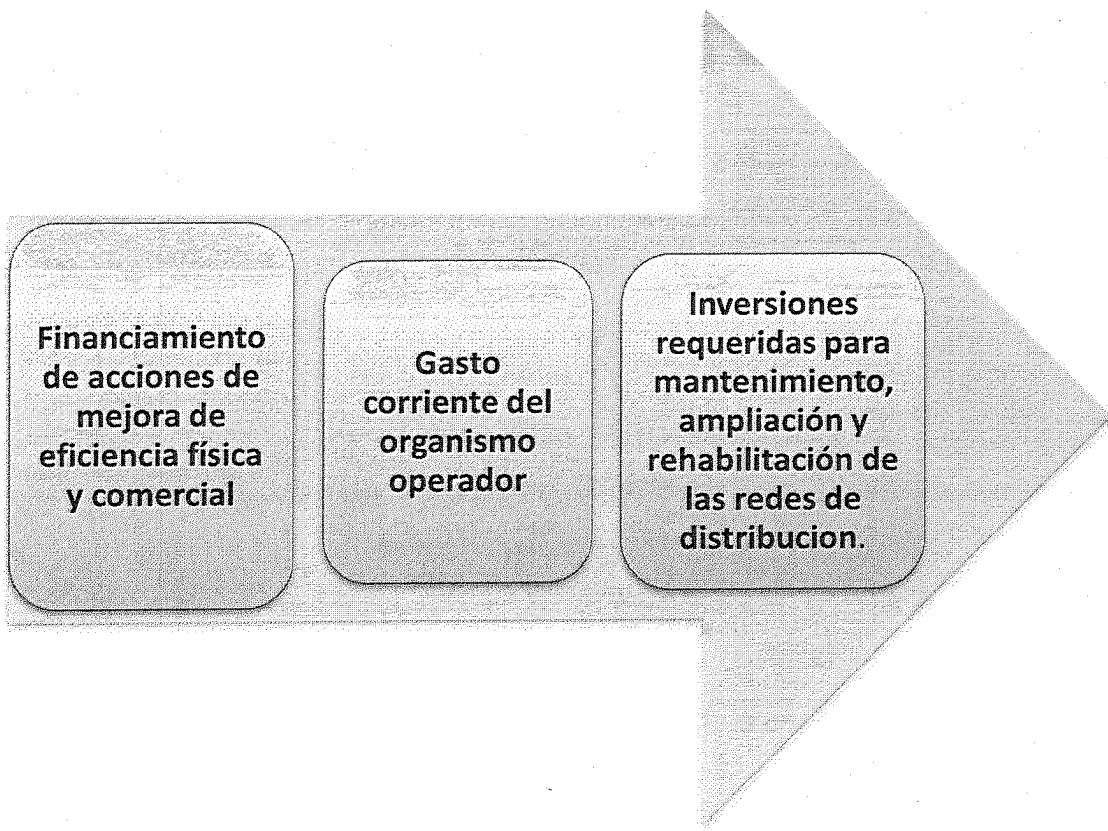 Financiamiento
de acciones de
mejora de
eficiencia física
y comercial
Gasto
corriente del
organismo
operador
Inversiones
requeridas para
mantenimiento,
ampliación y
rehabilitación de
las redes de
distribucion.